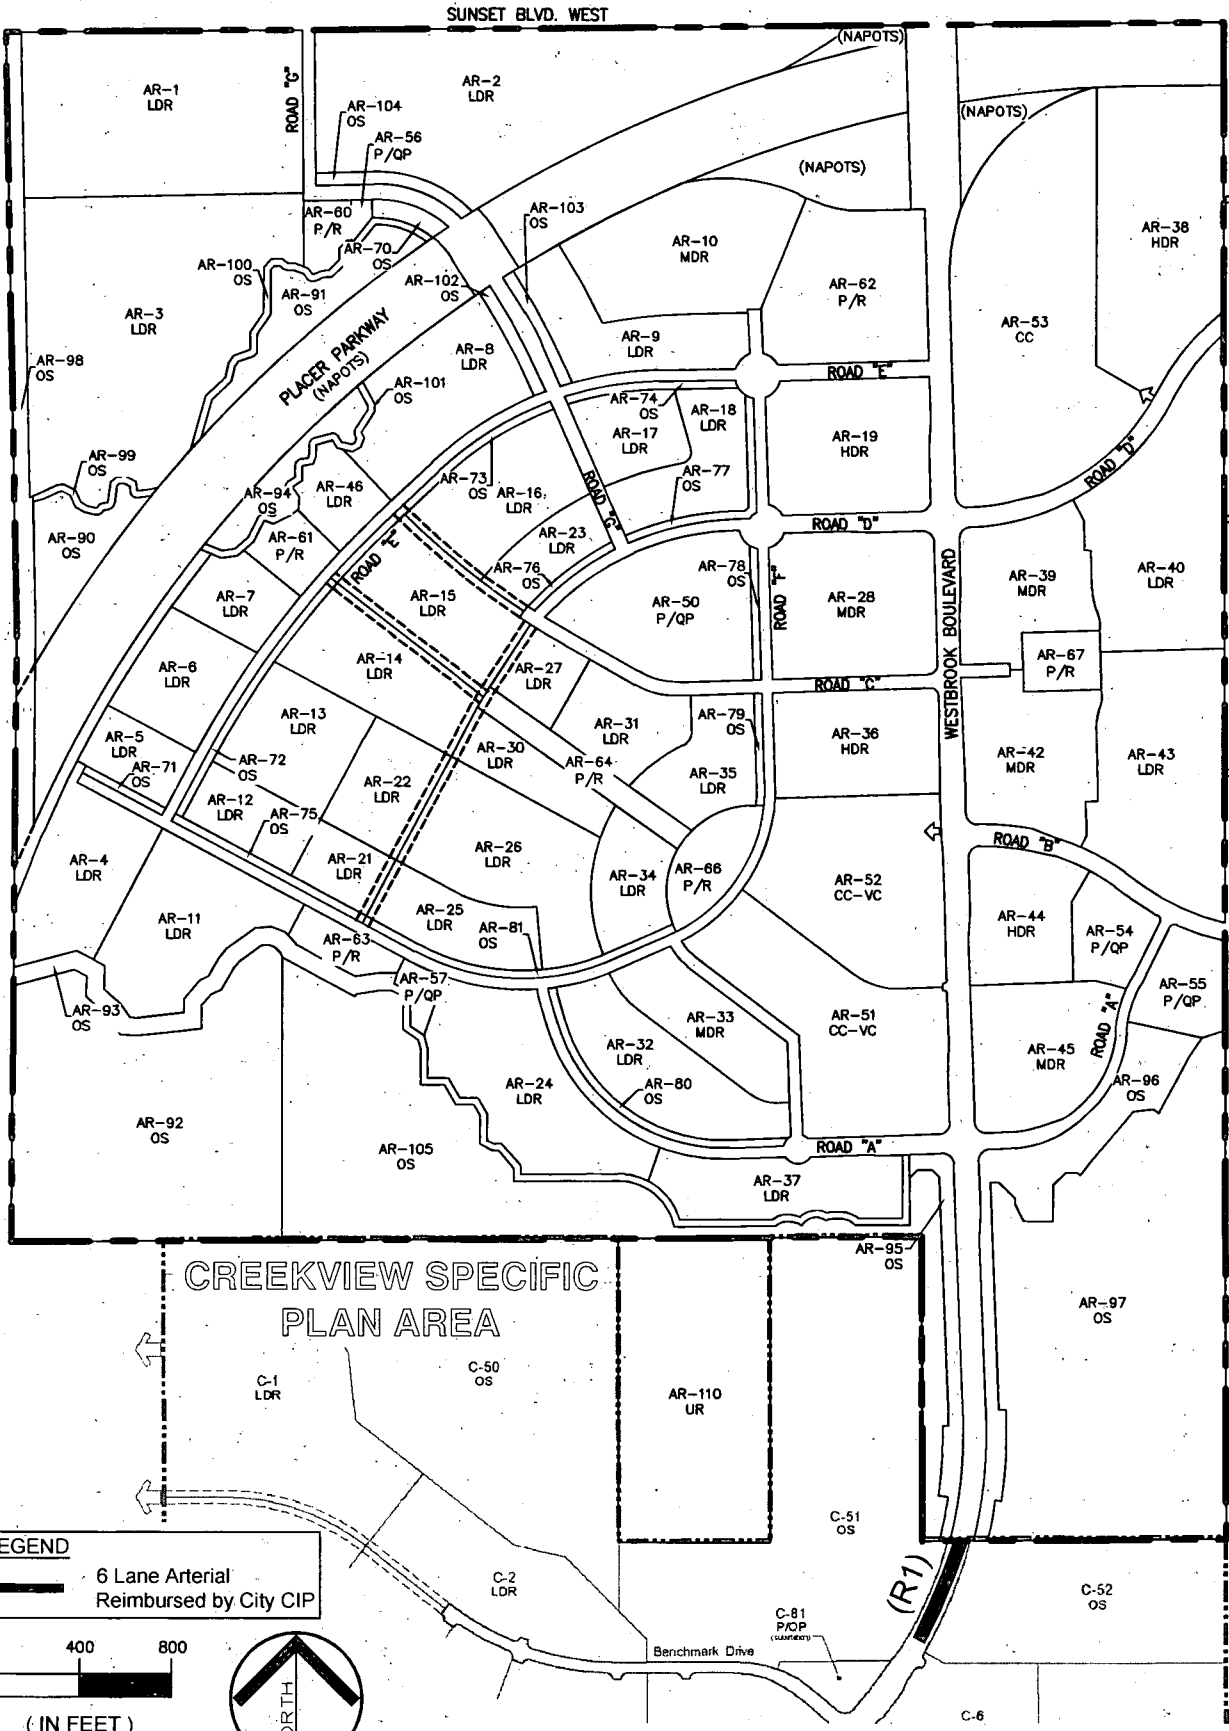 SUNSET BLVD. WEST
(NAPOTS)
AR-1
LDR
ROAD "G"
AR-2
LDR
AR-104
OS
AR-56
P/QP
(NAPOTS)
(NAPOTS)
AR-60
P/R
AR-70
OS
AR-103
OS
AR-10
MDR
AR-38
HDR
AR-100
OS
AR-91
OS
AR-102
OS
AR-62
P/R
AR-3
LDR
AR-53
CC
PLACER PARKWAY
(NAPOTS)
AR-8
LDR
AR-9
LDR
AR-98
OS
AR-101
OS
ROAD "E"
AR-74
OS
AR-18
LDR
AR-17
LDR
AR-19
HDR
AR-99
OS
AR-73
OS
AR-77
OS
ROAD "D"
AR-94
OS
AR-46
LDR
AR-16
LDR
ROAD "G"
AR-90
OS
AR-61
P/R
AR-23
LDR
ROAD "D"
ROAD "E"
AR-76
OS
AR-78
OS
ROAD "F"
WESTBROOK BOULEVARD
AR-39
MDR
AR-40
LDR
AR-7
LDR
AR-15
LDR
AR-50
P/QP
AR-28
MDR
AR-6
LDR
AR-14
LDR
AR-27
LDR
ROAD "C"
AR-67
P/R
AR-5
LDR
AR-71
OS
AR-13
LDR
AR-72
OS
AR-31
LDR
AR-79
OS
AR-36
HDR
AR-42
MDR
AR-43
LDR
AR-30
LDR
AR-64
P/R
AR-35
LDR
AR-12
LDR
AR-75
OS
AR-22
LDR
AR-4
LDR
AR-21
LDR
AR-26
LDR
AR-34
LDR
AR-66
P/R
AR-52
CC-VC
ROAD "B"
AR-11
LDR
AR-25
LDR
AR-81
OS
AR-44
HDR
AR-54
P/QP
AR-63
P/R
AR-57
P/QP
AR-55
P/QP
AR-93
OS
AR-33
MDR
AR-51
CC-VC
ROAD "A"
AR-32
LDR
AR-45
MDR
AR-24
LDR
AR-80
OS
AR-96
OS
AR-92
OS
AR-105
OS
ROAD "A"
AR-37
LDR
AR-95
OS
CREEKVIEW SPECIFIC
PLAN AREA
AR-97
OS
C-1
LDR
C-50
OS
AR-110
UR
C-51
OS
EGEND
6 Lane Arterial
Reimbursed by City CIP
C-2
LDR
(R1)
C-52
OS
C-81
P/QP
(substation)
400
800
Benchmark Drive
(IN FEET)
ORTH
C-6